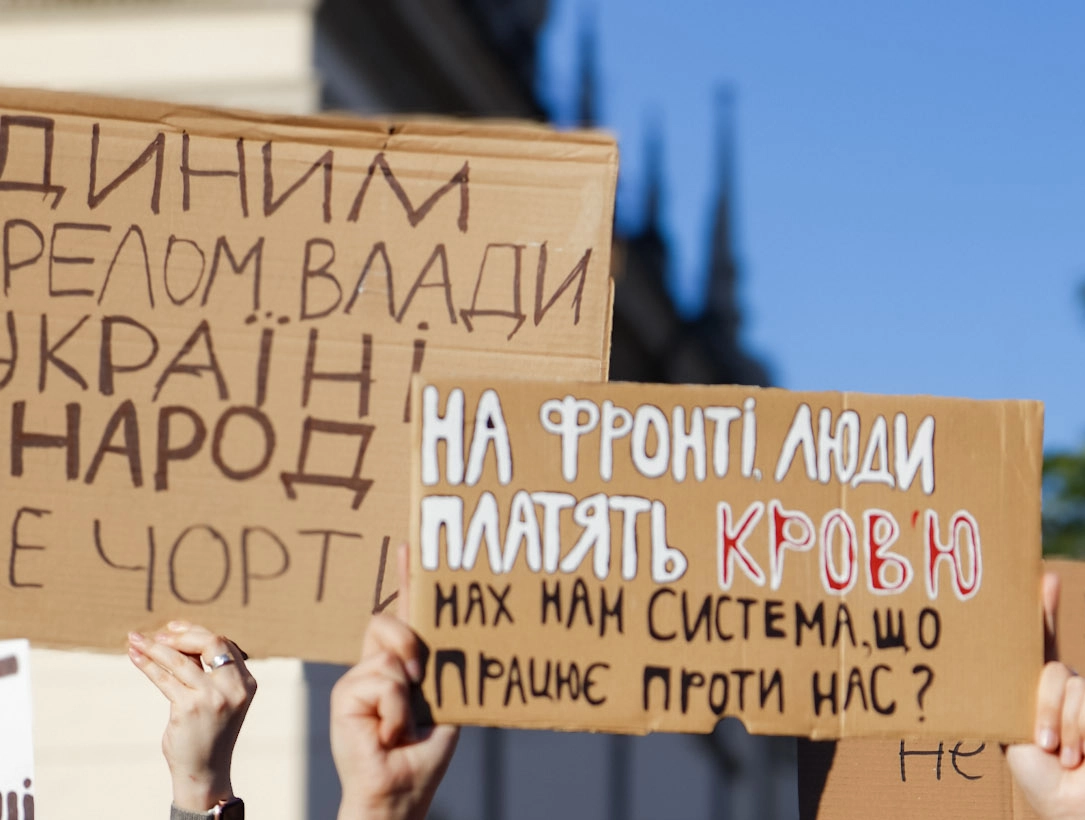 ДИНИМ
РЕЛОМ ВЛАДИ
УКРАЇНІ
НАРОД
Е ЧОРТИ
НА ФРОНТІ ЛЮДИ
ПЛАТЯТЬ КРОВ'Ю
НАХ НАМ СИСТЕМА, ЩО
ПРАЦЮЄ ПРОТИ НАС?
не